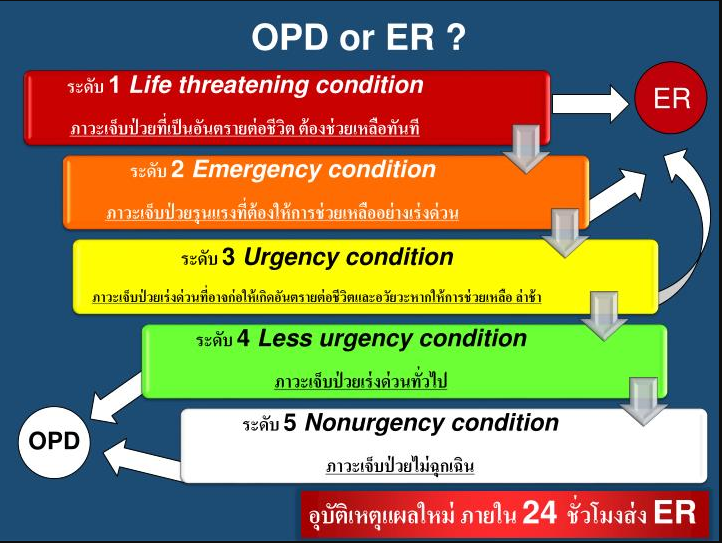 OPD or ER ?
ระดับ 1 Life threatening condition
ภาวะเจ็บป่วยที่เป็นอันตรายต่อชีวิต ต้องช่วยเหลือทันที
ER
ระดับ 2 Emergency condition
ภาวะเจ็บป่วยรุนแรงที่ต้องให้การช่วยเหลืออย่างเร่งด่วน
ระดับ 3 Urgency condition
ภาวะเจ็บป่วยเร่งด่วนที่อาจก่อให้เกิดอันตรายต่อชีวิตและอวัยวะหากให้การช่วยเหลือ ล่าช้า
ระดับ 4 Less urgency condition
ภาวะเจ็บป่วยเร่งด่วนทั่วไป
OPD
ระดับ 5 Nonurgency condition
ภาวะเจ็บป่วยไม่ฉุกเฉิน
อุบัติเหตุแผลใหม่ ภายใน 24 ชั่วโมงส่ง ER